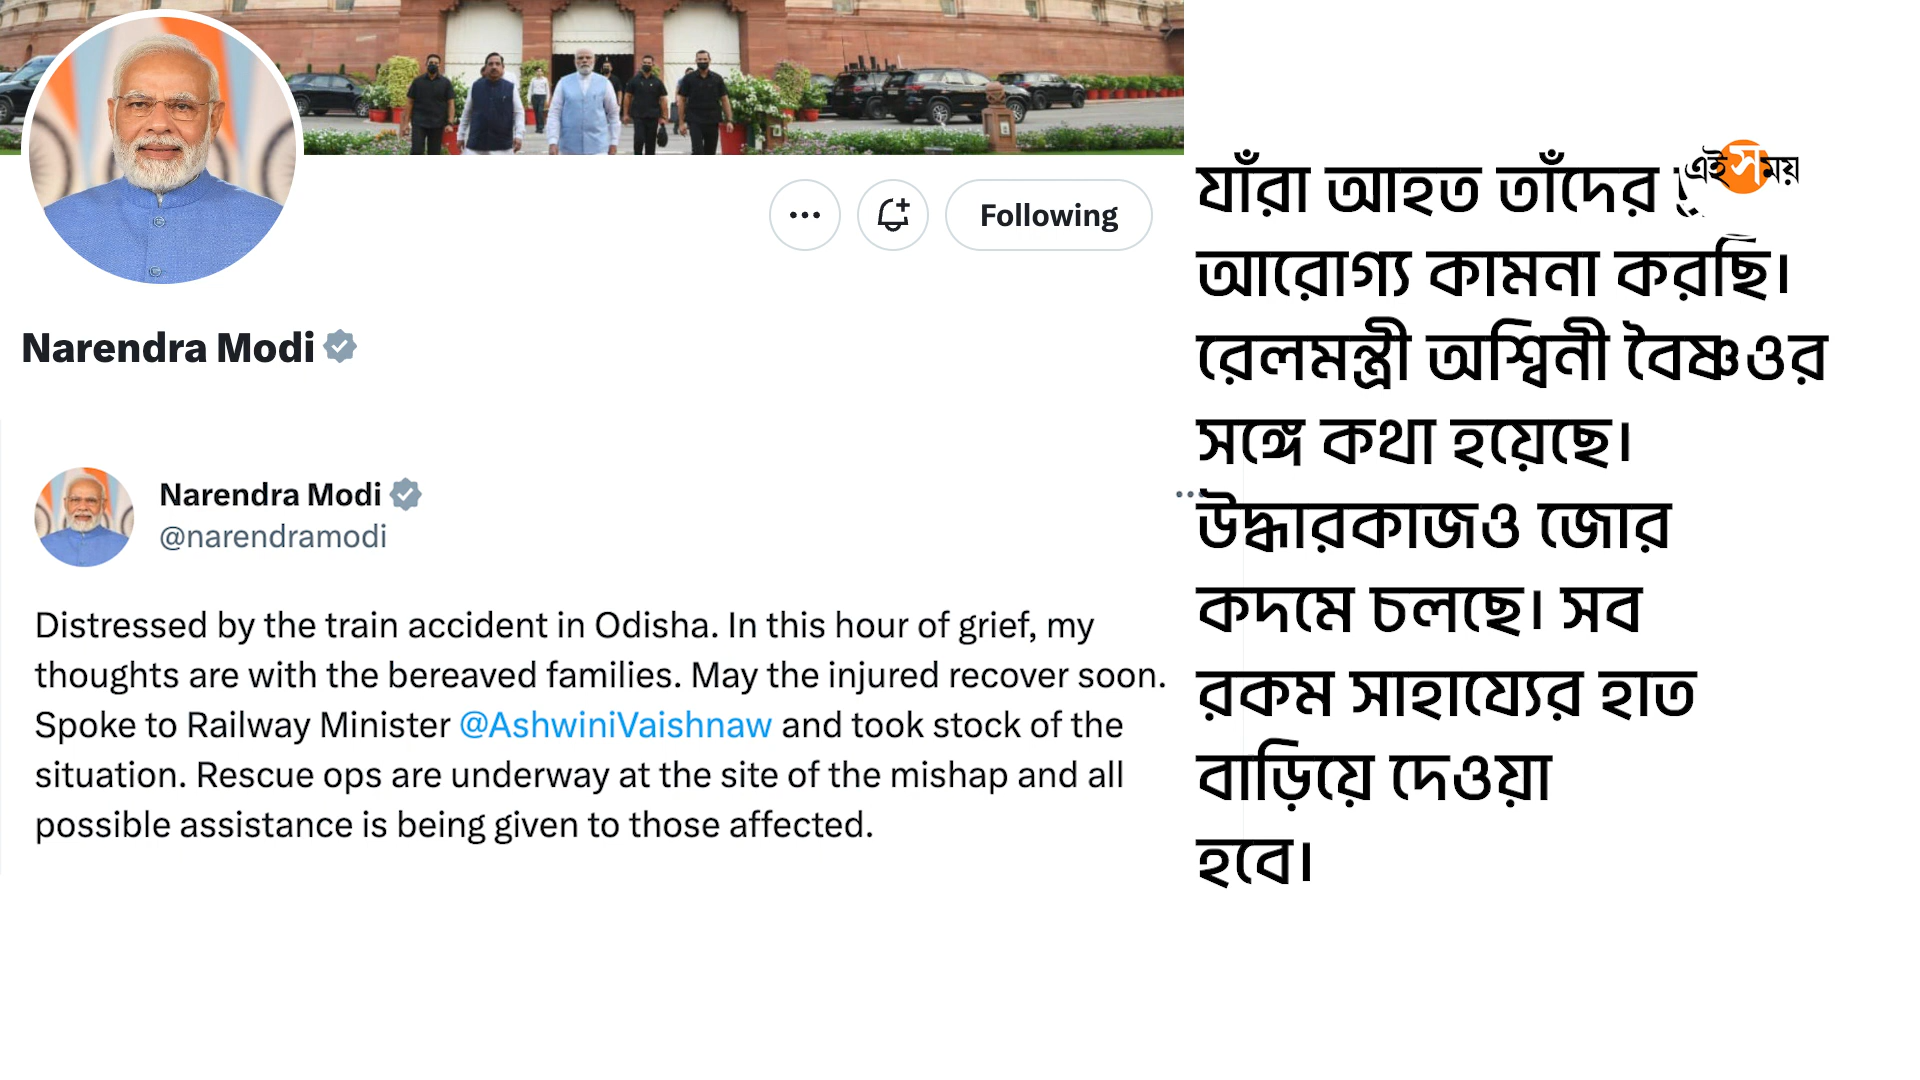 Following
Narendra Modi
Narendra Modi
@narendramodi
Distressed by the train accident in Odisha. In this hour of grief, my
thoughts are with the bereaved families. May the injured recover soon.
Spoke to Railway Minister @AshwiniVaishnaw and took stock of the
situation. Rescue ops are underway at the site of the mishap and all
possible assistance is being given to those affected.
এই সময়
যাঁরা আহত তাঁদের
আরোগ্য কামনা করছি।
রেলমন্ত্রী অশ্বিনী বৈষ্ণওর
সঙ্গে কথা হয়েছে।
উদ্ধারকাজও জোর
কদমে চলছে। সব
রকম সাহায্যের হাত
বাড়িয়ে দেওয়া
হবে।